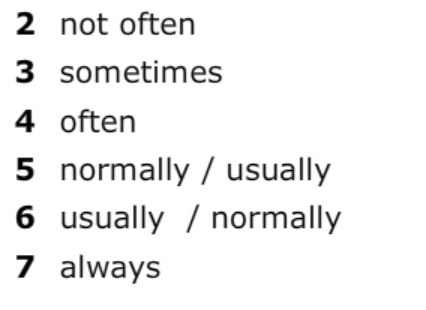 2 not often
3 sometimes
4 often
5 normally / usually
6 usually / normally
7 always